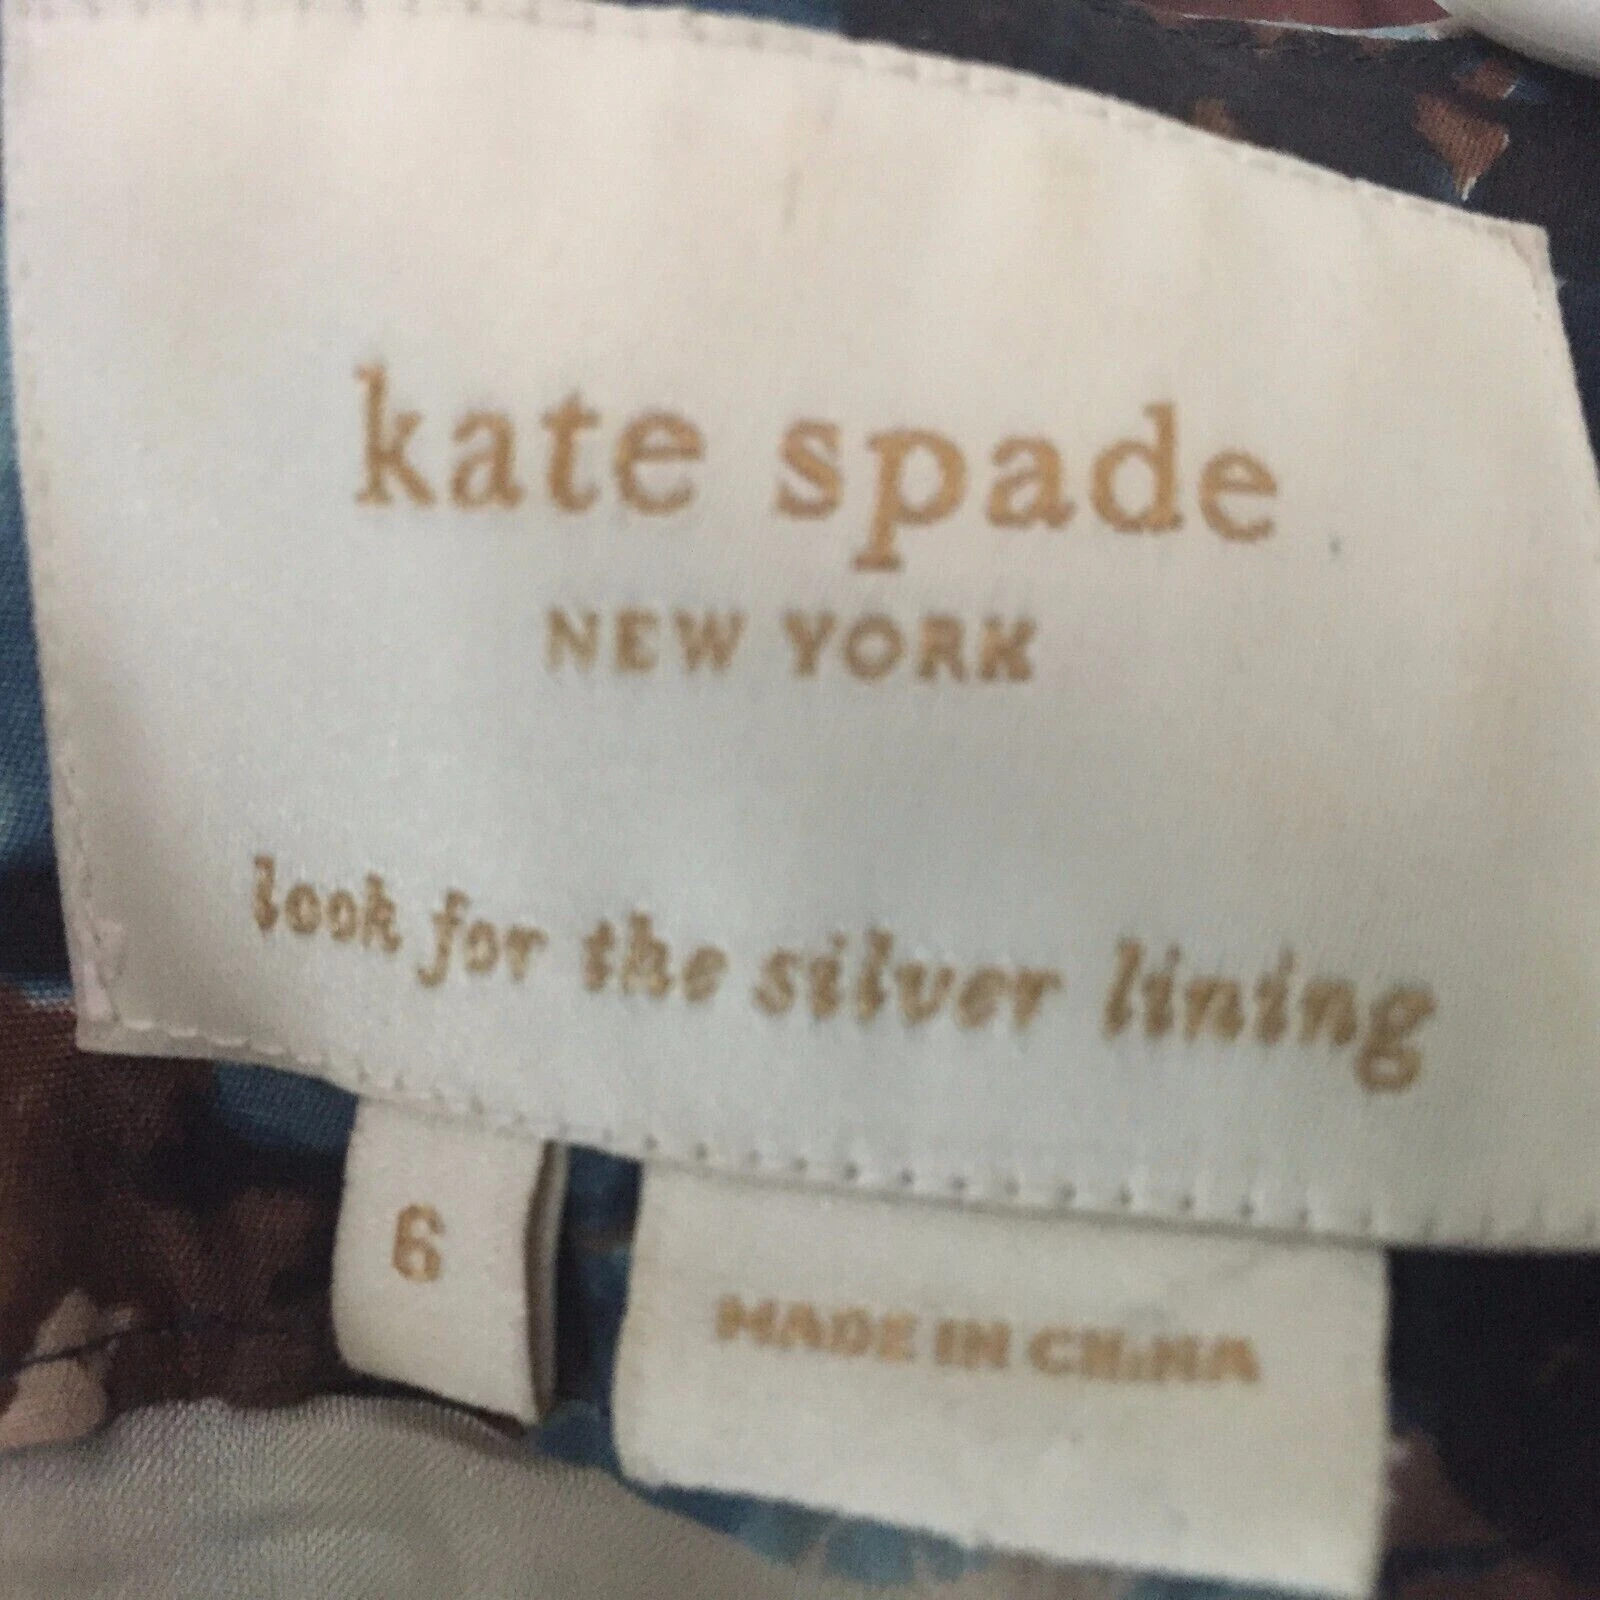 kate spade
NEW YORK
look for the silver lining
6
MADE IN CHINA